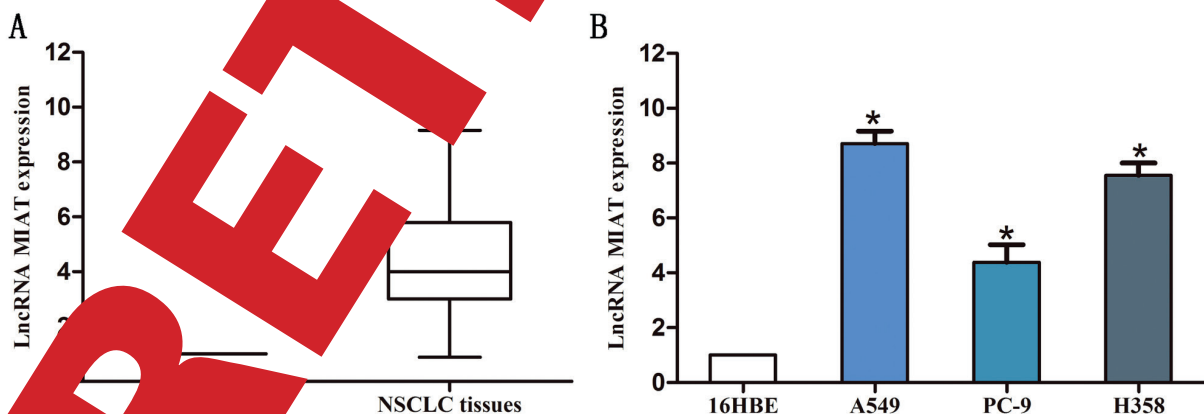 A
12
10
8
6
4
LncRNA MIAT expression
NSCLC tissues
B
12
10
8
6
4
2
0
LncRNA MIAT expression
*
*
*
16HBE
A549
PC-9
H358
RET